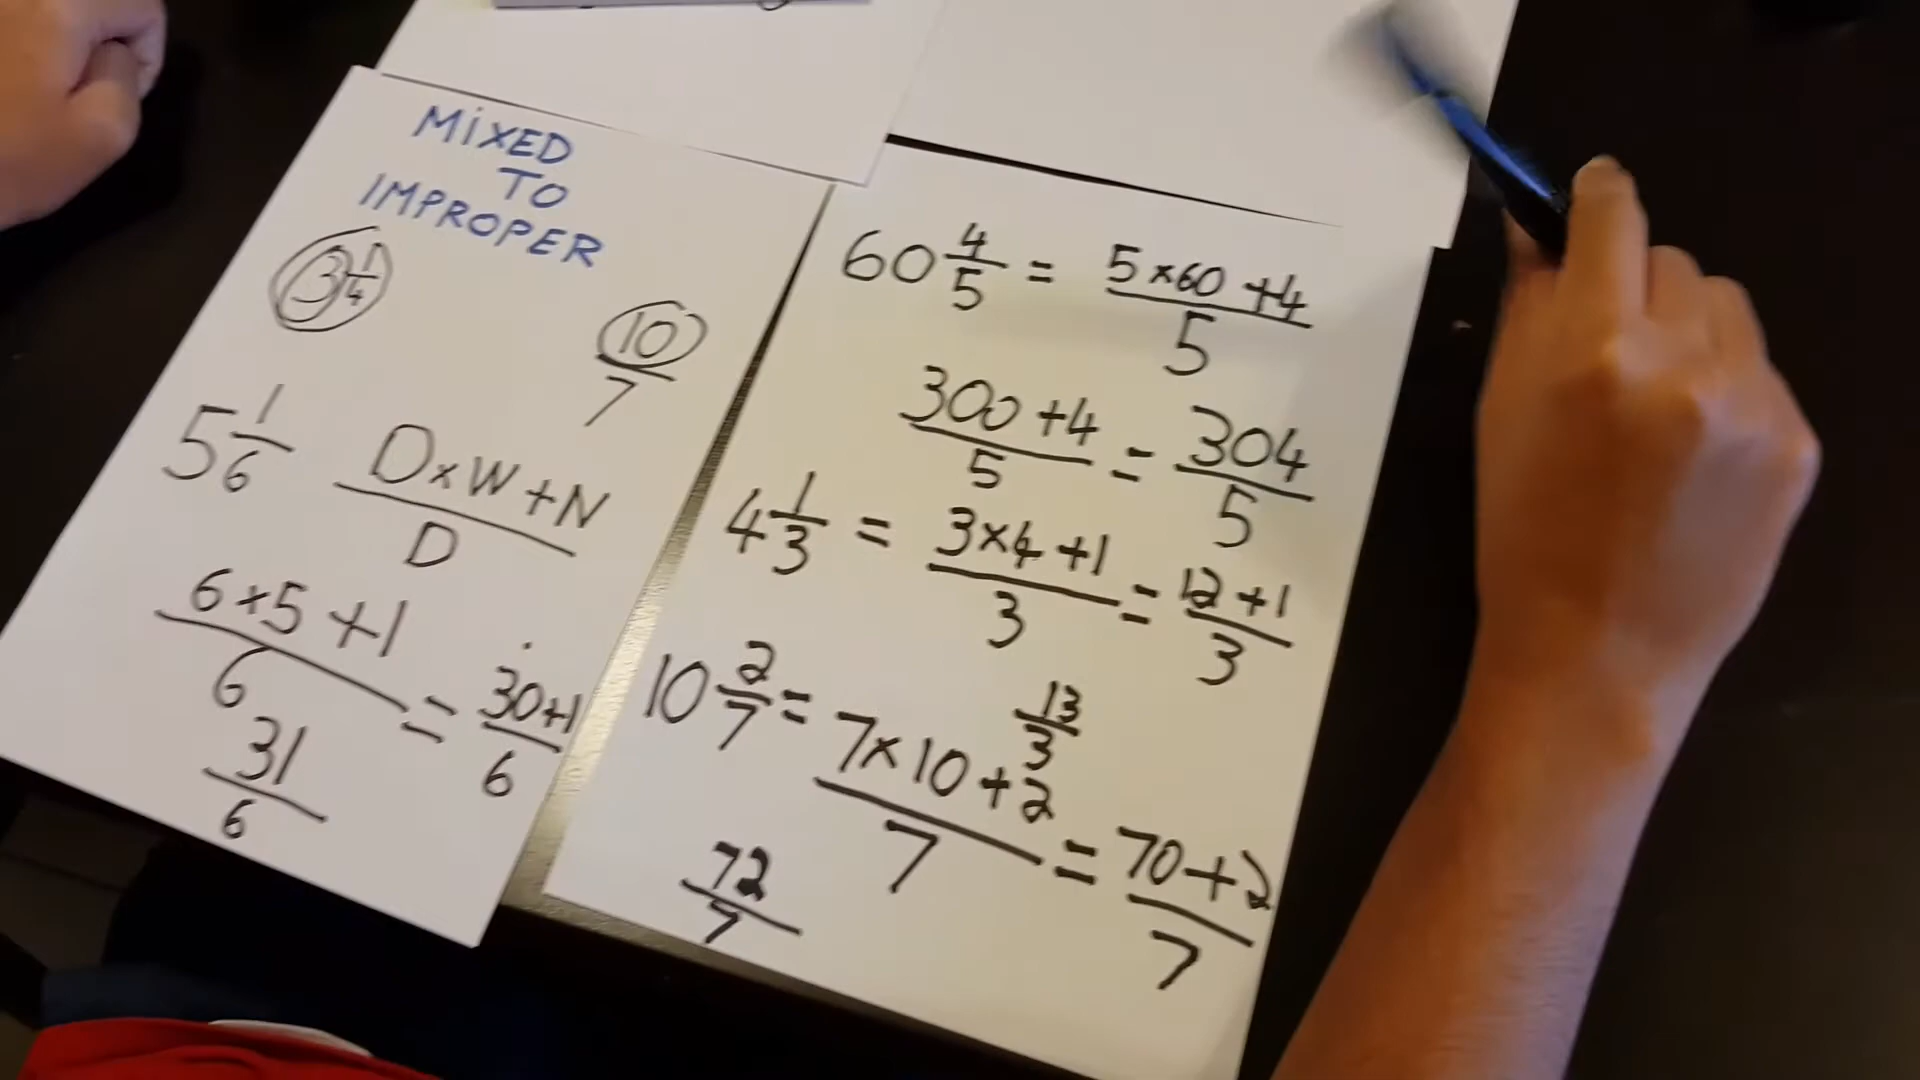 MiXED
TO
IMPROPER
3 1/4
10/7
5 1/6
D x W + N / D
6 x 5 + 1 / 6 = 30+1 / 6
31/6
60 4/5 = 5 x 60 + 4 / 5
300 + 4 / 5 = 304/5
4 1/3 = 3 x 4 + 1 / 3 = 12 + 1 / 3
13/3
10 2/7 = 7 x 10 + 2 / 7 = 70 + 2 / 7
72/7